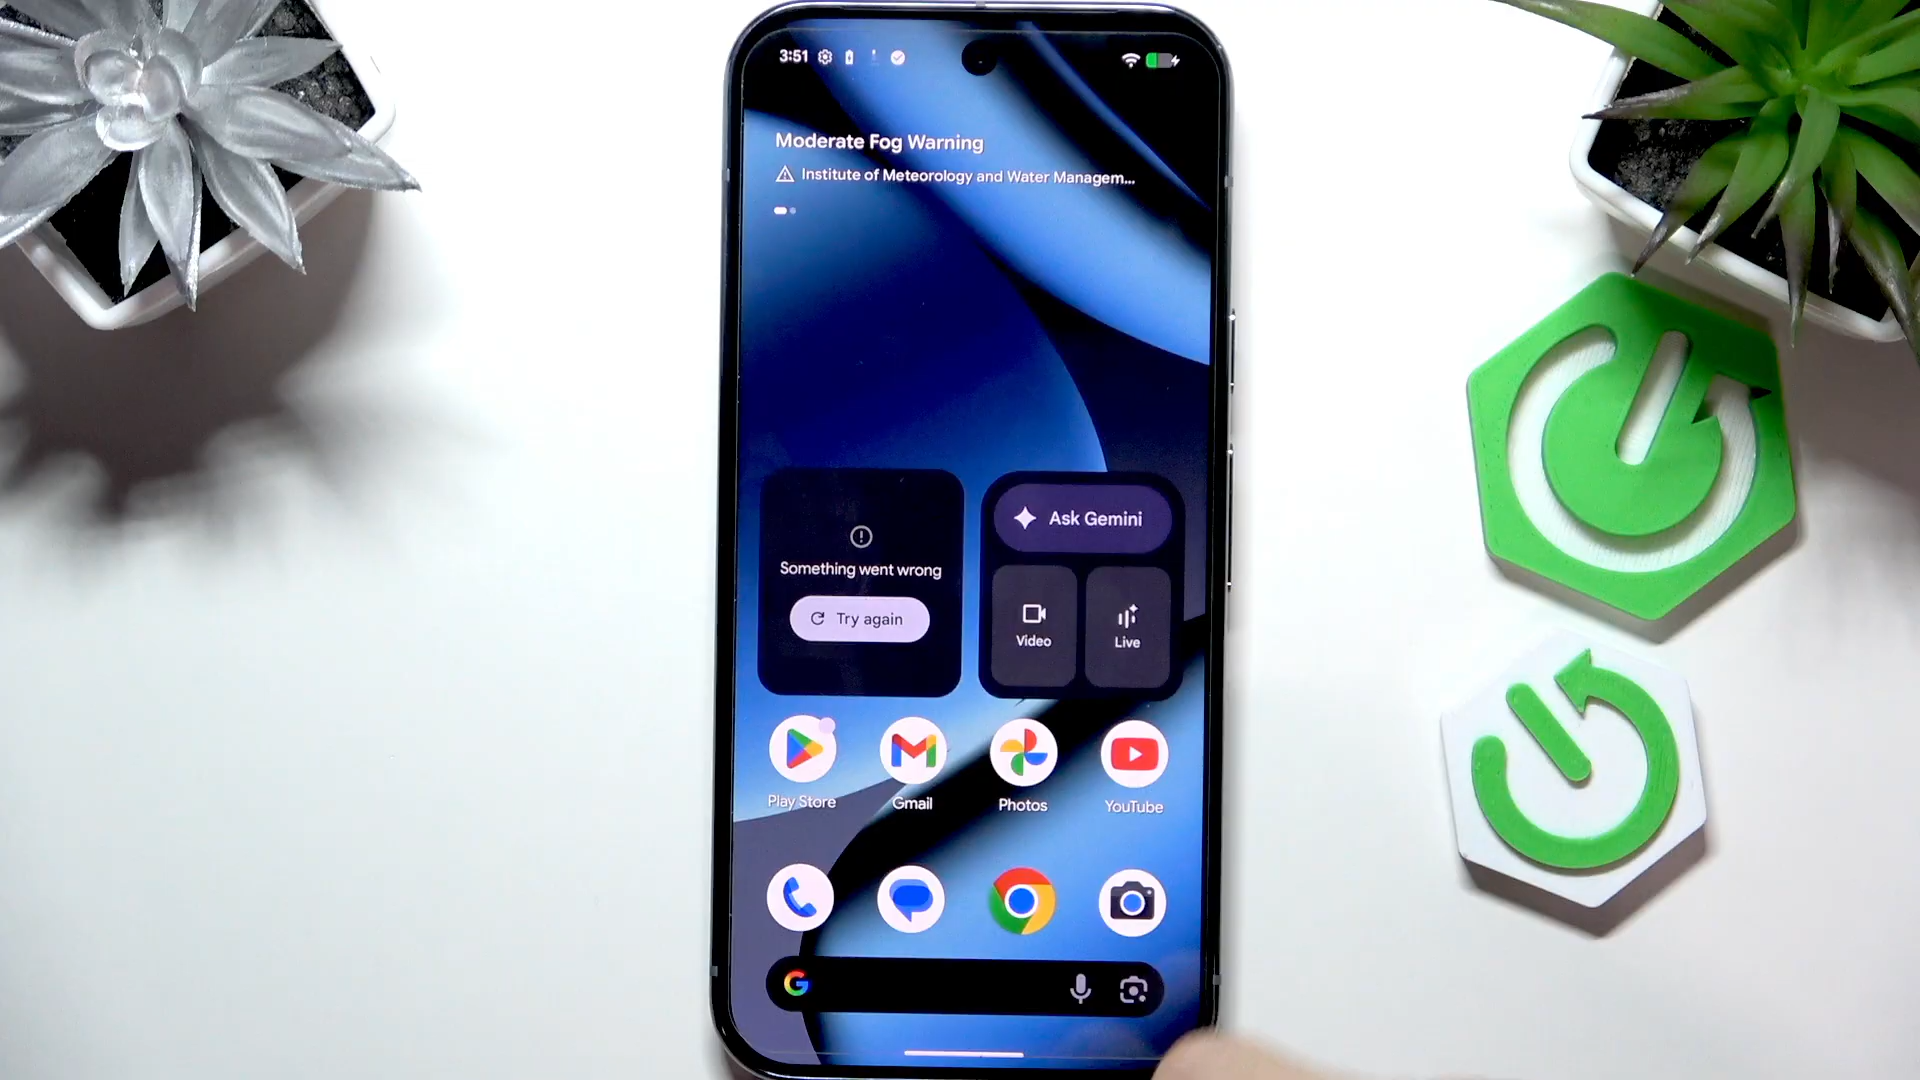 3:51
Moderate Fog Warning
Institute of Meteorology and Water Managem...
Something went wrong
Try again
Ask Gemini
Video
Live
Play Store
Gmail
Photos
YouTube